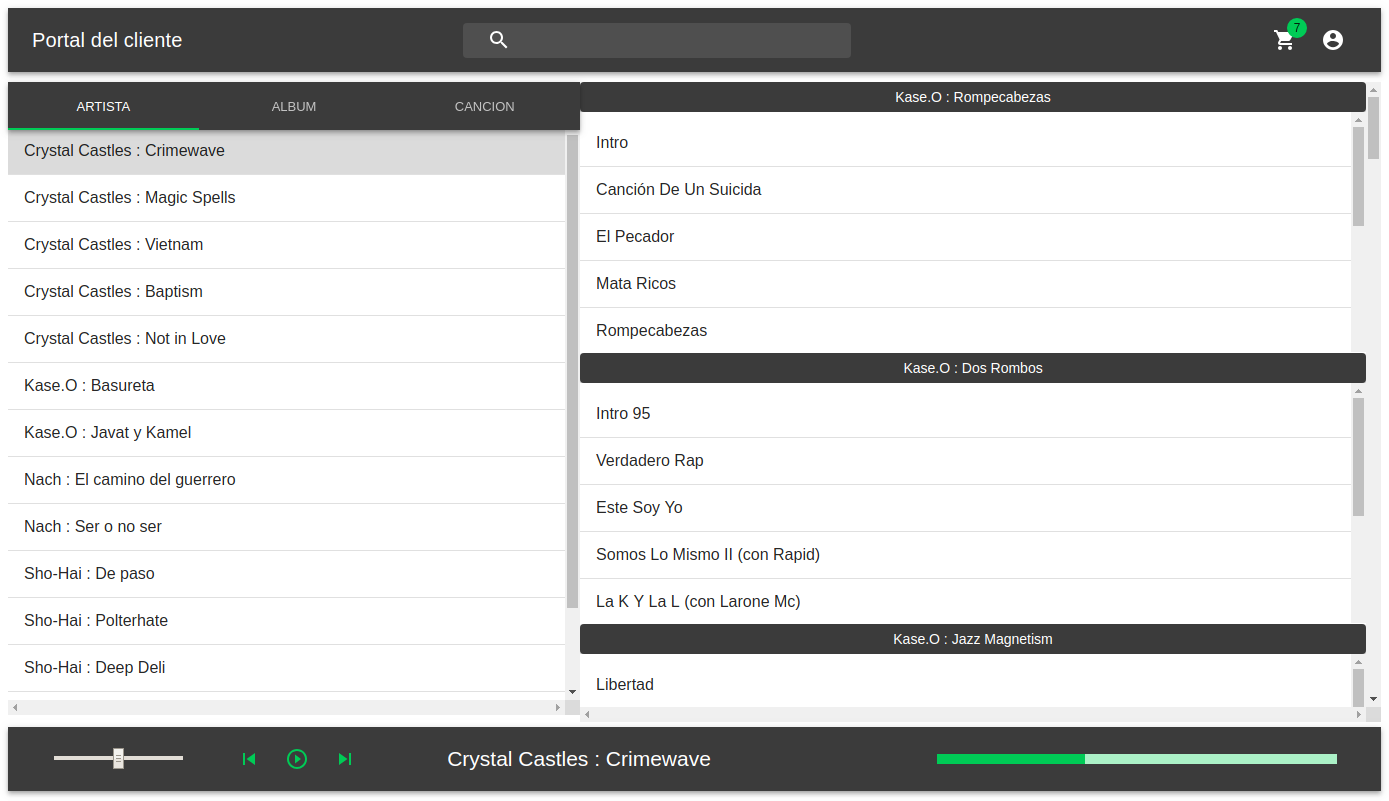 Portal del cliente
7
ARTISTA ALBUM CANCION
Crystal Castles : Crimewave
Crystal Castles : Magic Spells
Crystal Castles : Vietnam
Crystal Castles : Baptism
Crystal Castles : Not in Love
Kase.O : Basureta
Kase.O : Javat y Kamel
Nach : El camino del guerrero
Nach : Ser o no ser
Sho-Hai : De paso
Sho-Hai : Polterhate
Sho-Hai : Deep Deli
Kase.O : Rompecabezas
Intro
Canción De Un Suicida
El Pecador
Mata Ricos
Rompecabezas
Kase.O : Dos Rombos
Intro 95
Verdadero Rap
Este Soy Yo
Somos Lo Mismo II (con Rapid)
La K Y La L (con Larone Mc)
Kase.O : Jazz Magnetism
Libertad
Crystal Castles : Crimewave